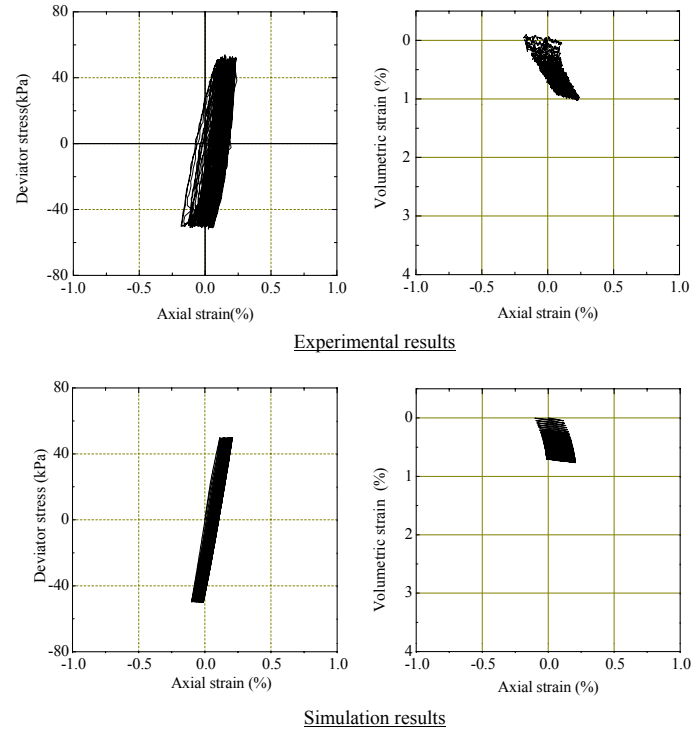 80
40
0
-40
-80
Deviator stress(kPa)
-1.0 -0.5 0.0 0.5 1.0
Axial strain(%)
0
1
2
3
4
Volumetric strain (%)
-1.0 -0.5 0.0 0.5 1.0
Axial strain (%)
Experimental results
80
40
0
-40
-80
Deviator stress (kPa)
-1.0 -0.5 0.0 0.5 1.0
Axial strain (%)
0
1
2
3
4
Volumetric strain (%)
-1.0 -0.5 0.0 0.5 1.0
Axial strain (%)
Simulation results